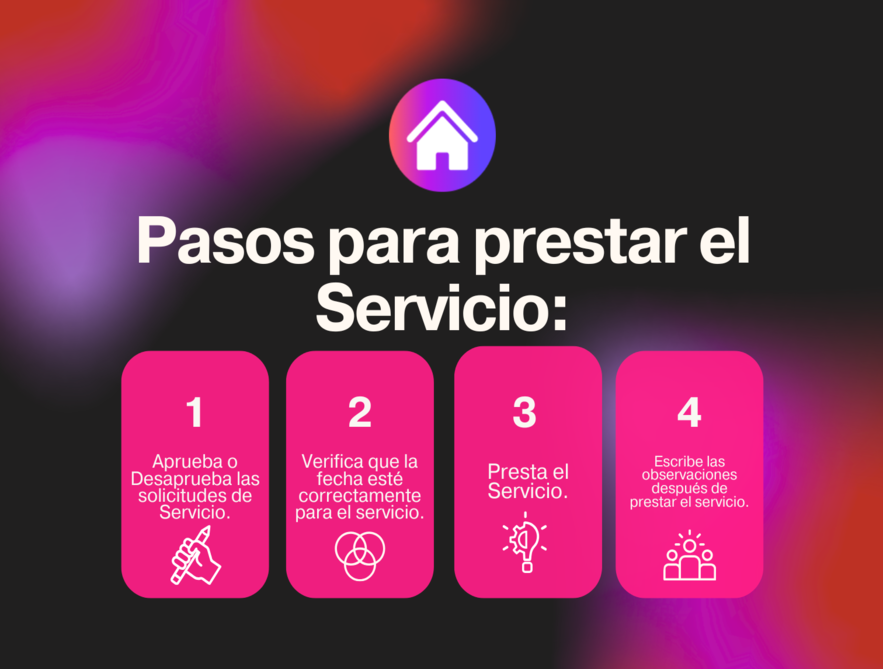 Pasos para prestar el
Servicio:
1
Aprueba o
Desaprueba las
solicitudes de
Servicio.
2
Verifica que la
fecha esté
correctamente
para el servicio.
3
Presta el
Servicio.
4
Escribe las
observaciones
después de
prestar el servicio.